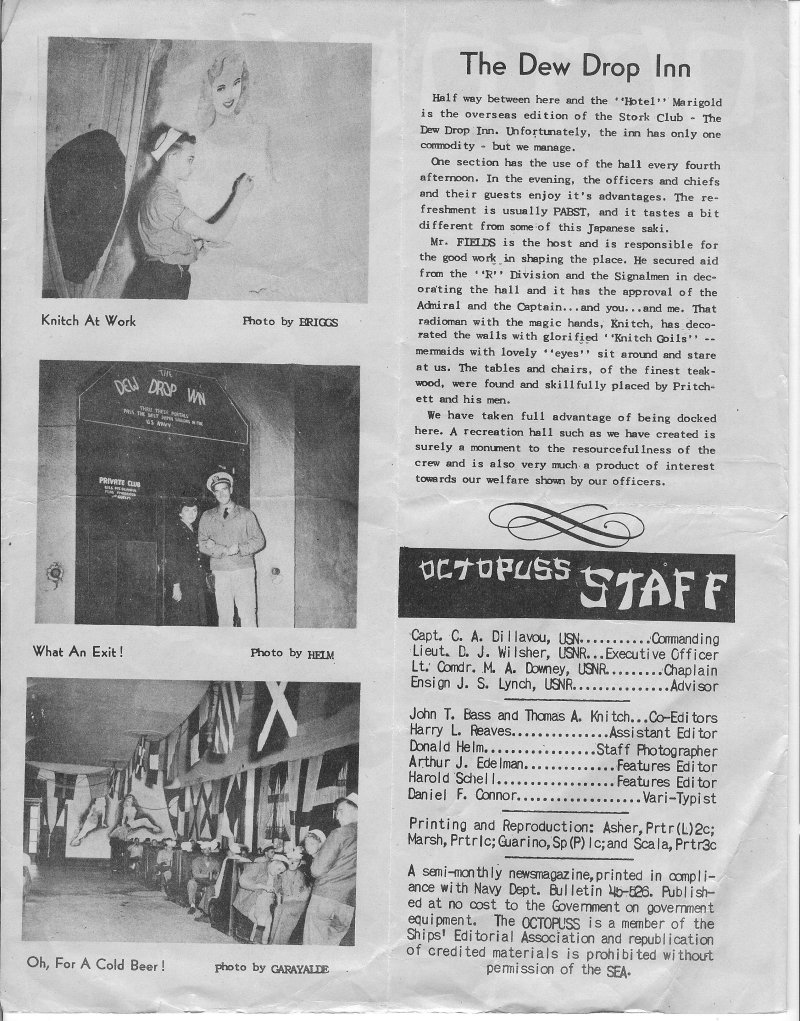 Knitch At Work Photo by BRIGGS
THE
DEW DROP INN
THRU THESE PORTALS
PASS THE BEST
US NAVY
PRIVATE CLUB
What An Exit! Photo by HELM
Oh, For A Cold Beer! photo by GARAYALDE
The Dew Drop Inn
Half way between here and the ''Hotel'' Marigold
is the overseas edition of the Stork Club - The
Dew Drop Inn. Unfortunately, the inn has only one
commodity - but we manage.
One section has the use of the hall every fourth
afternoon. In the evening, the officers and chiefs
and their guests enjoy it's advantages. The re-
freshment is usually PABST, and it tastes a bit
different from some of this Japanese saki.
Mr. FIELDS is the host and is responsible for
the good work in shaping the place. He secured aid
from the ''R'' Division and the Signalmen in dec-
orating the hall and it has the approval of the
Admiral and the Captain...and you...and me. That
radioman with the magic hands, Knitch, has deco-
rated the walls with glorified ''Knitch Goils'' --
mermaids with lovely ''eyes'' sit around and stare
at us. The tables and chairs, of the finest teak-
wood, were found and skillfully placed by Pritch-
ett and his men.
We have taken full advantage of being docked
here. A recreation hall such as we have created is
surely a monument to the resourcefullness of the
crew and is also very much a product of interest
towards our welfare shown by our officers.
OCTOPUSS STAFF
Capt. C. A. Dillavou, USN...........Commanding
Lieut. D. J. Wilsher, USNR...Executive Officer
Lt. Comdr. M. A. Downey, USNR.........Chaplain
Ensign J. S. Lynch, USNR...............Advisor
John T. Bass and Thomas A. Knitch...Co-Editors
Harry L. Reaves...............Assistant Editor
Donald Helm.................Staff Photographer
Arthur J. Edelman..............Features Editor
Harold Schell..................Features Editor
Daniel F. Connor...................Vari-Typist
Printing and Reproduction: Asher,Prtr(L)2c;
Marsh,Prtr1c;Guarino,Sp(P)1c;and Scala,Prtr3c
A semi-monthly newsmagazine,printed in compli-
ance with Navy Dept. Bulletin 45-526. Publish-
ed at no cost to the Government on government
equipment. The OCTOPUSS is a member of the
Ships' Editorial Association and republication
of credited materials is prohibited without
permission of the SEA.